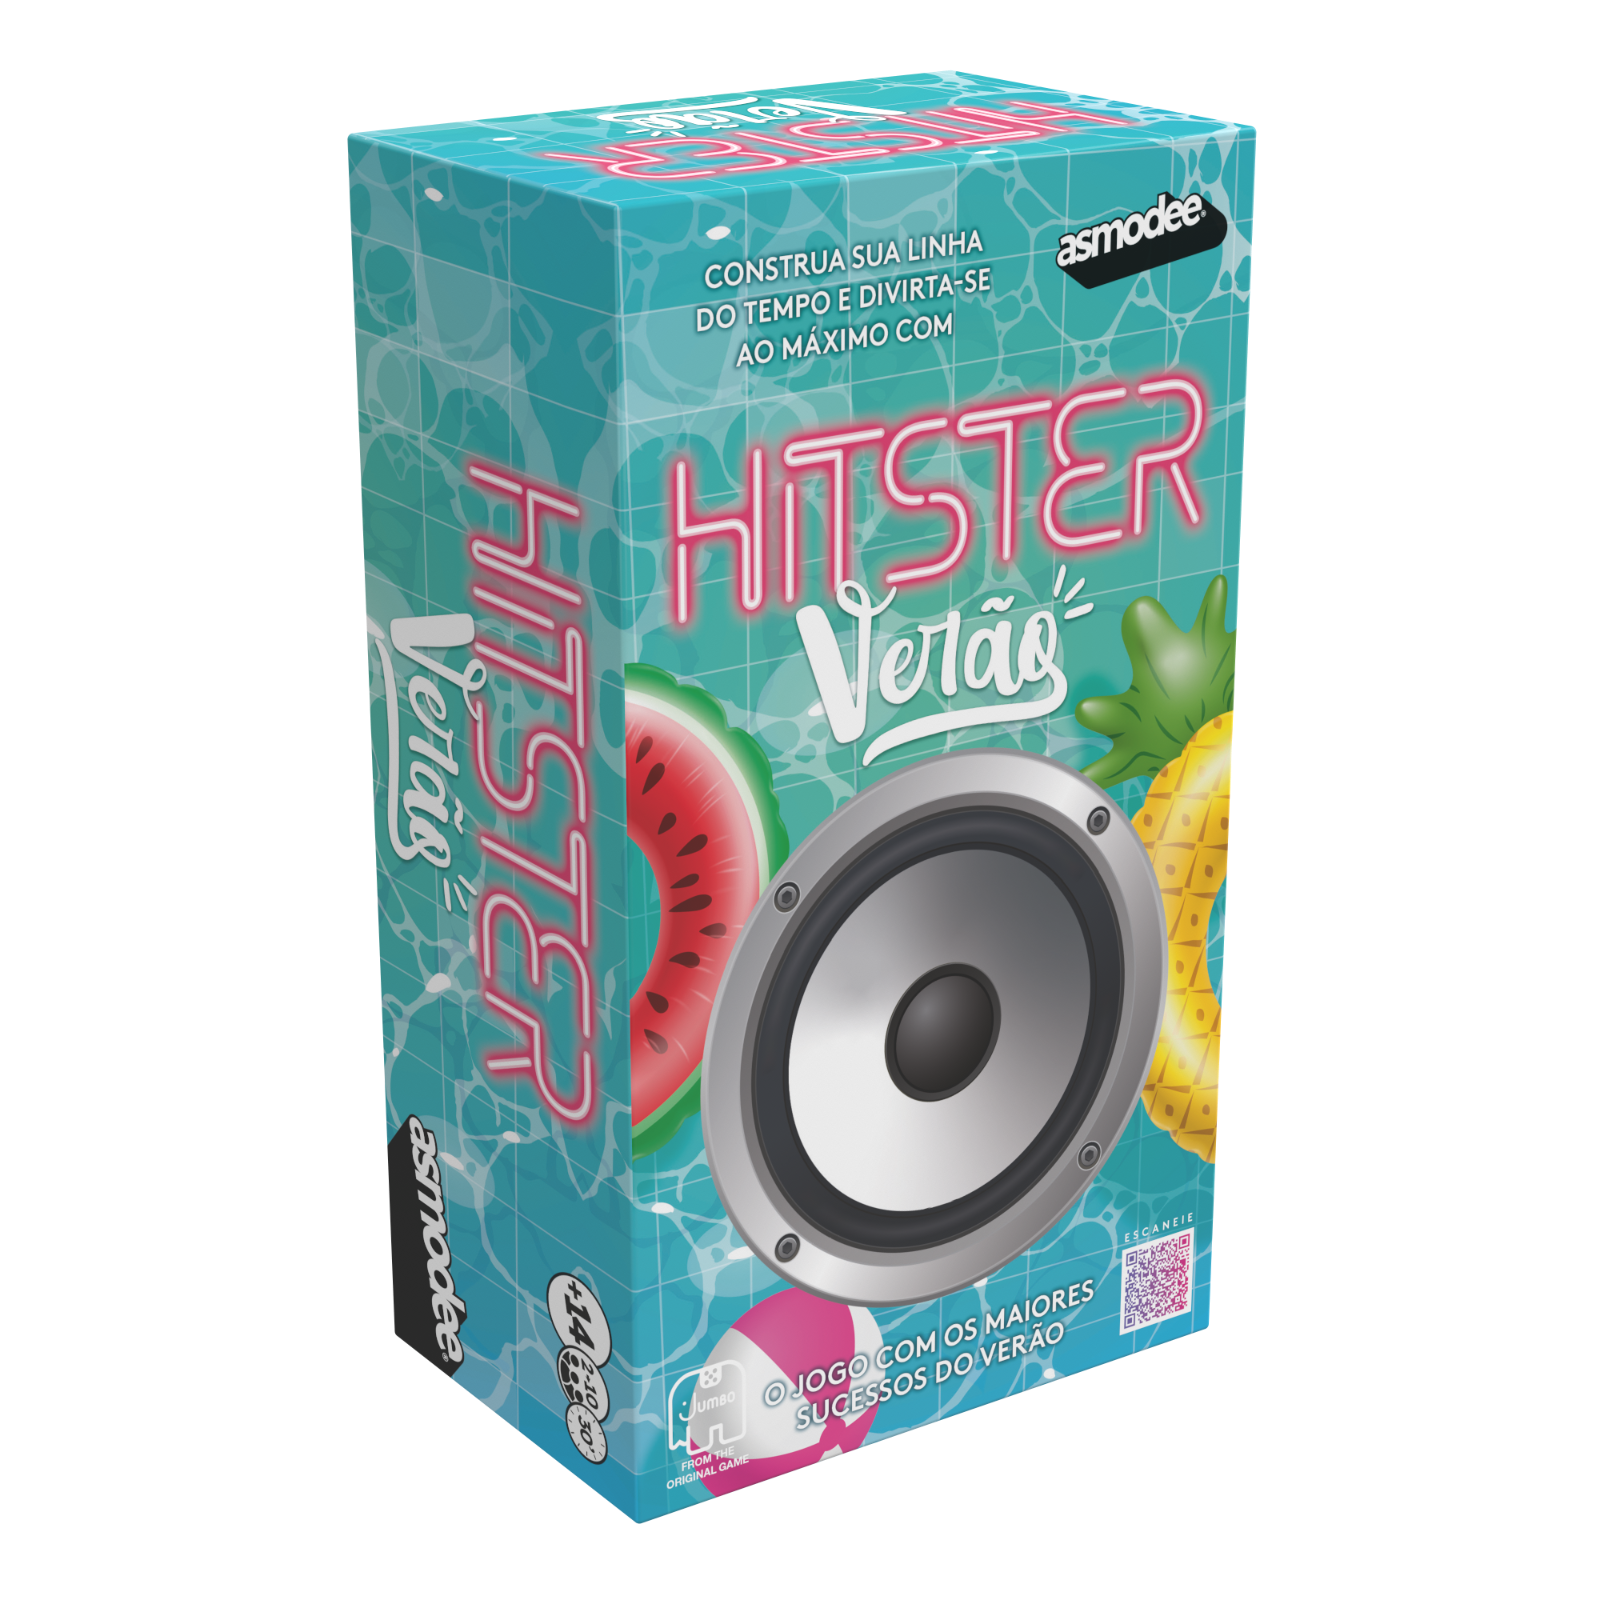 Verão
HITSTER
CONSTRUA SUA LINHA
DO TEMPO E DIVIRTA-SE
AO MÁXIMO COM
asmodee®
HITSTER
Verão
ESCANEIE
O JOGO COM OS MAIORES
SUCESSOS DO VERÃO
JUMBO
FROM THE
ORIGINAL GAME
HITSTER
Verão
asmodee®
+14
2-10
30'